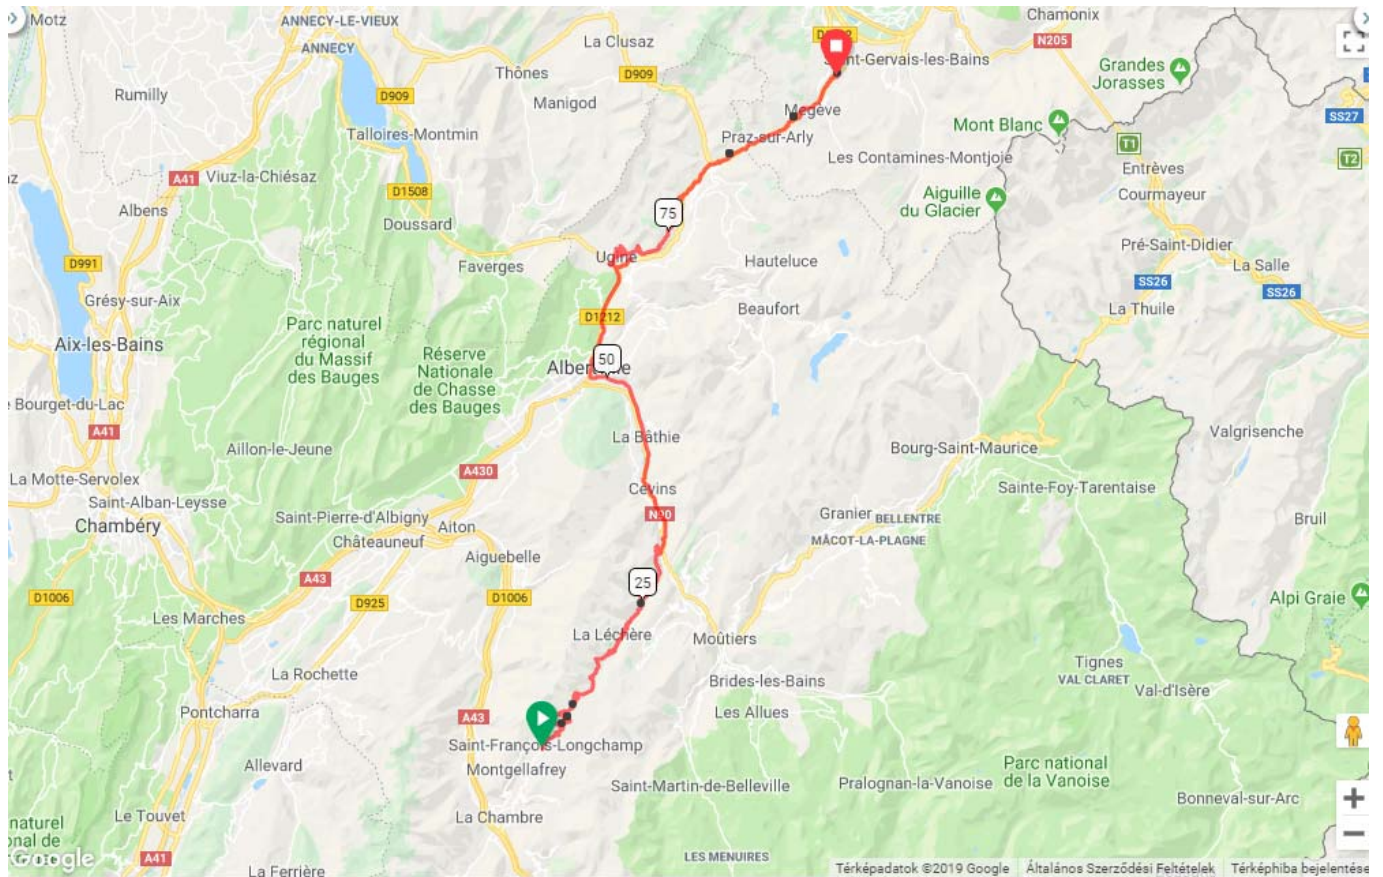 Motz
ANNECY-LE-VIEUX
Chamonix
La Clusaz
N205
ANNECY
Saint-Gervais-les-Bains
Thônes
D909
Grandes
Jorasses
Rumilly
D909
Manigod
Megève
SS27
Talloires-Montmin
Praz-sur-Arly
Mont Blanc
T1
T2
Les Contamines-Montjoie
Entrèves
A41
Viuz-la-Chiésaz
D1508
Aiguille
du Glacier
Courmayeur
Albens
75
Doussard
Pré-Saint-Didier
D991
Faverges
Ugine
Hauteluce
La Salle
SS26
SS26
Grésy-sur-Aix
Beaufort
La Thuile
D1212
Parc naturel
régional
du Massif
des Bauges
Aix-les-Bains
Réserve
Nationale
de Chasse
des Bauges
50
Bourget-du-Lac
A41
La Bâthie
Valgrisenche
Aillon-le-Jeune
Bourg-Saint-Maurice
A430
La Motte-Servolex
Cevins
Sainte-Foy-Tarentaise
Saint-Alban-Leysse
Saint-Pierre-d'Albigny
N90
Granier
BELLENTRE
Bruil
Chambéry
Aiton
Châteauneuf
MÂCOT-LA-PLAGNE
Aiguebelle
A43
25
D1006
D925
D1006
Alpi Graie
Les Marches
La Léchère
Moûtiers
Tignes
VAL CLARET
La Rochette
Brides-les-Bains
Val-d'Isère
Pontcharra
A43
Les Allues
Saint-François-Longchamp
Allevard
Montgellafrey
Parc national
de la Vanoise
Saint-Martin-de-Belleville
Pralognan-la-Vanoise
Bonneval-sur-Arc
Le Touvet
La Chambre
naturel
Google
A41
La Ferrière
LES MENUIRES
Térképadatok ©2019 Google
Általános Szerződési Feltételek
Térképhiba bejelentése